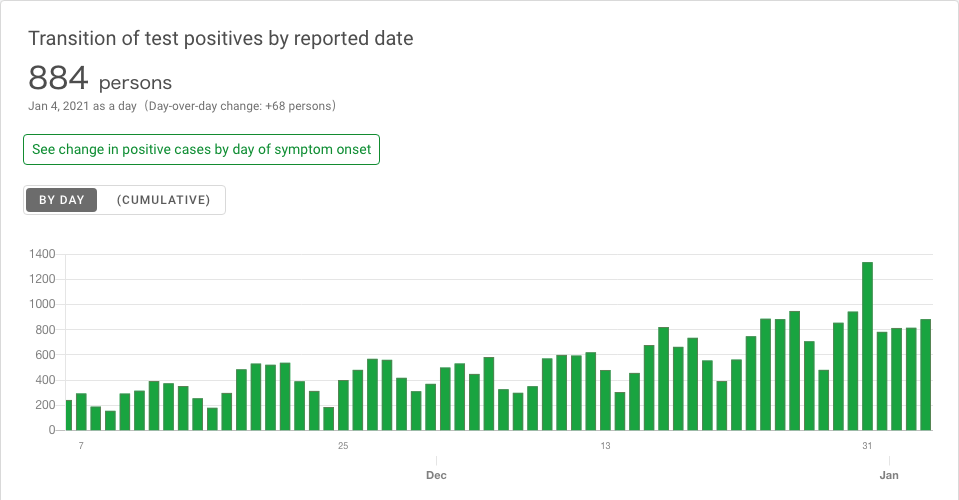 Transition of test positives by reported date
884 persons
Jan 4, 2021 as a day (Day-over-day change: +68 persons)
See change in positive cases by day of symptom onset
BY DAY (CUMULATIVE)
1400
1200
1000
800
600
400
200
0
7 25 13 31
Dec Jan